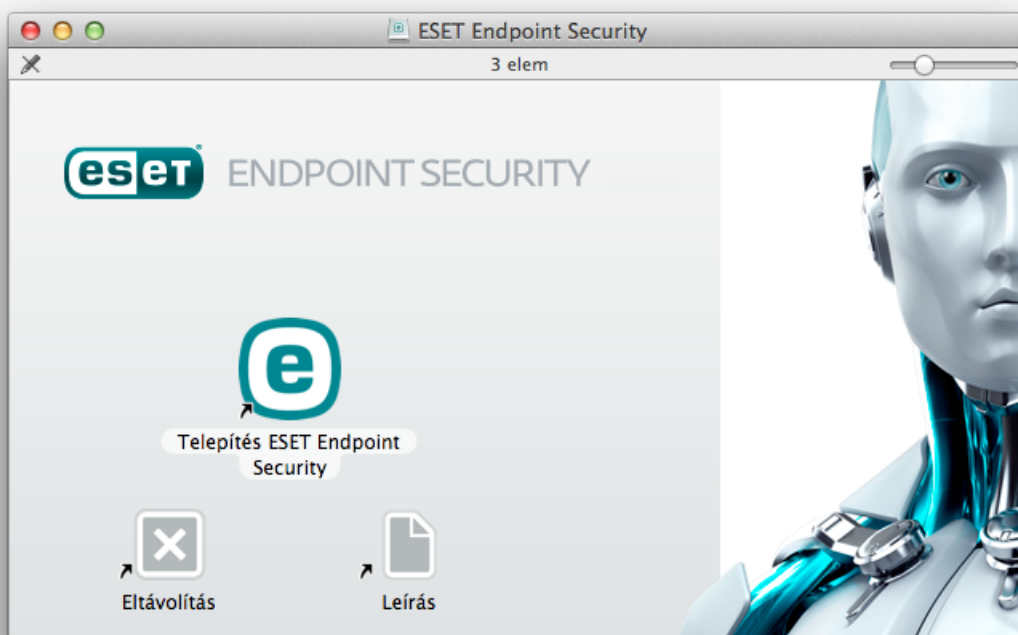 ESET Endpoint Security
3 elem
eset ENDPOINT SECURITY
e
Telepítés ESET Endpoint
Security
Eltávolítás
Leírás